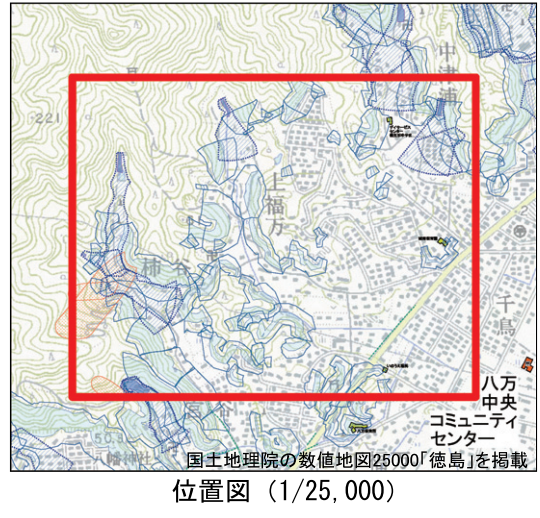 中津浦
221
上福万
柿谷
千鳥
八万
中央
コミュニティ
センター
国土地理院の数値地図25000「徳島」を掲載
位置図 (1/25,000)